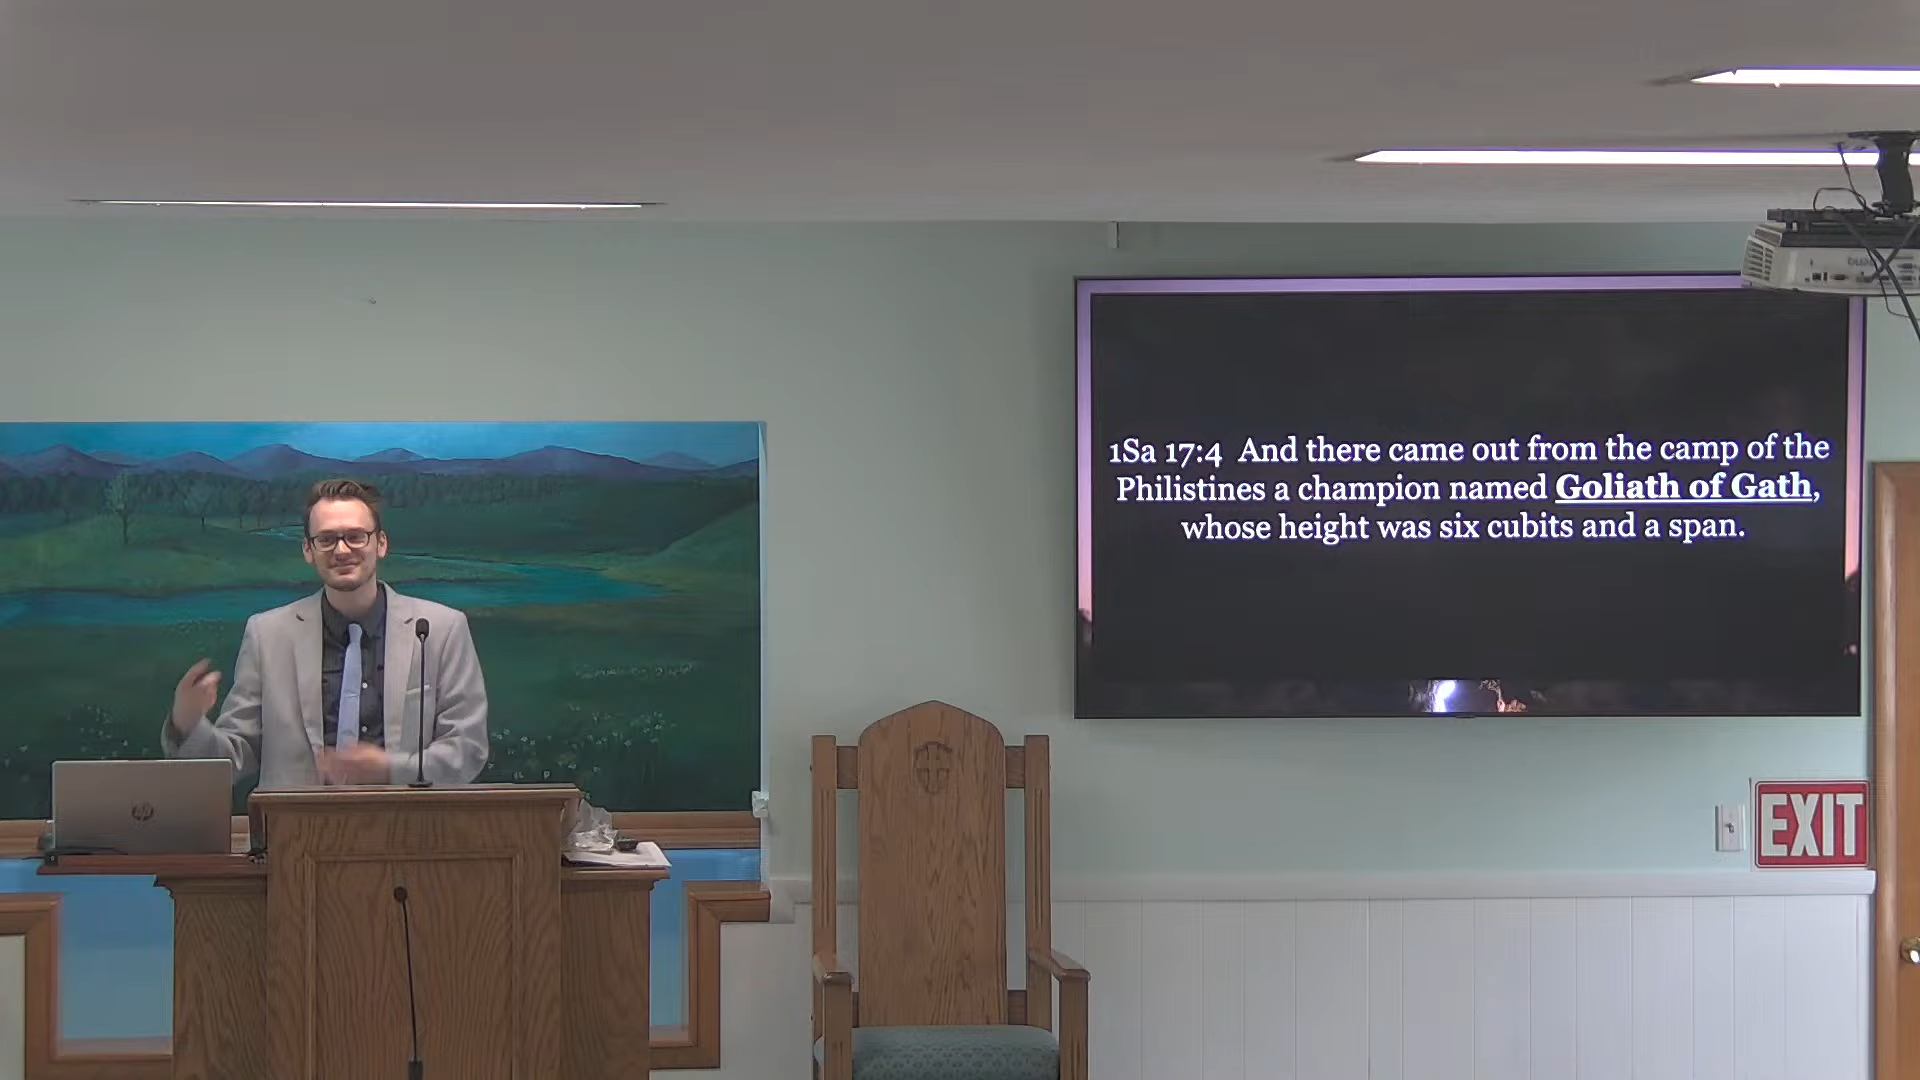 1Sa 17:4  And there came out from the camp of the
Philistines a champion named Goliath of Gath,
whose height was six cubits and a span.
EXIT
hp